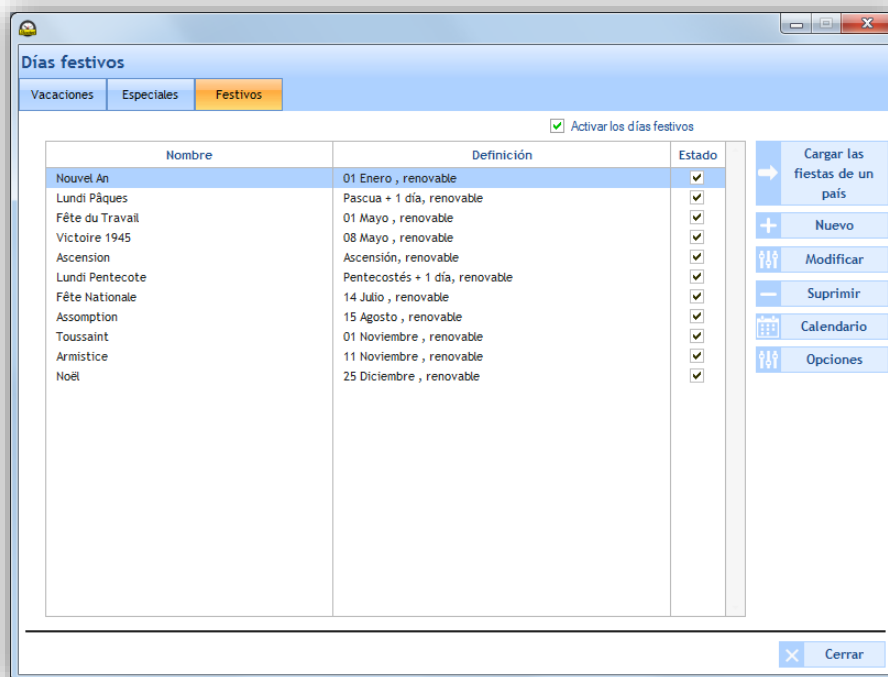 Días festivos
Vacaciones Especiales Festivos
Activar los días festivos
Nombre Definición Estado
Nouvel An 01 Enero , renovable
Lundi Pâques Pascua + 1 día, renovable
Fête du Travail 01 Mayo , renovable
Victoire 1945 08 Mayo , renovable
Ascension Ascensión, renovable
Lundi Pentecote Pentecostés + 1 día, renovable
Fête Nationale 14 Julio , renovable
Assomption 15 Agosto , renovable
Toussaint 01 Noviembre , renovable
Armistice 11 Noviembre , renovable
Noël 25 Diciembre , renovable
Cargar las
fiestas de un
país
Nuevo
Modificar
Suprimir
Calendario
Opciones
Cerrar